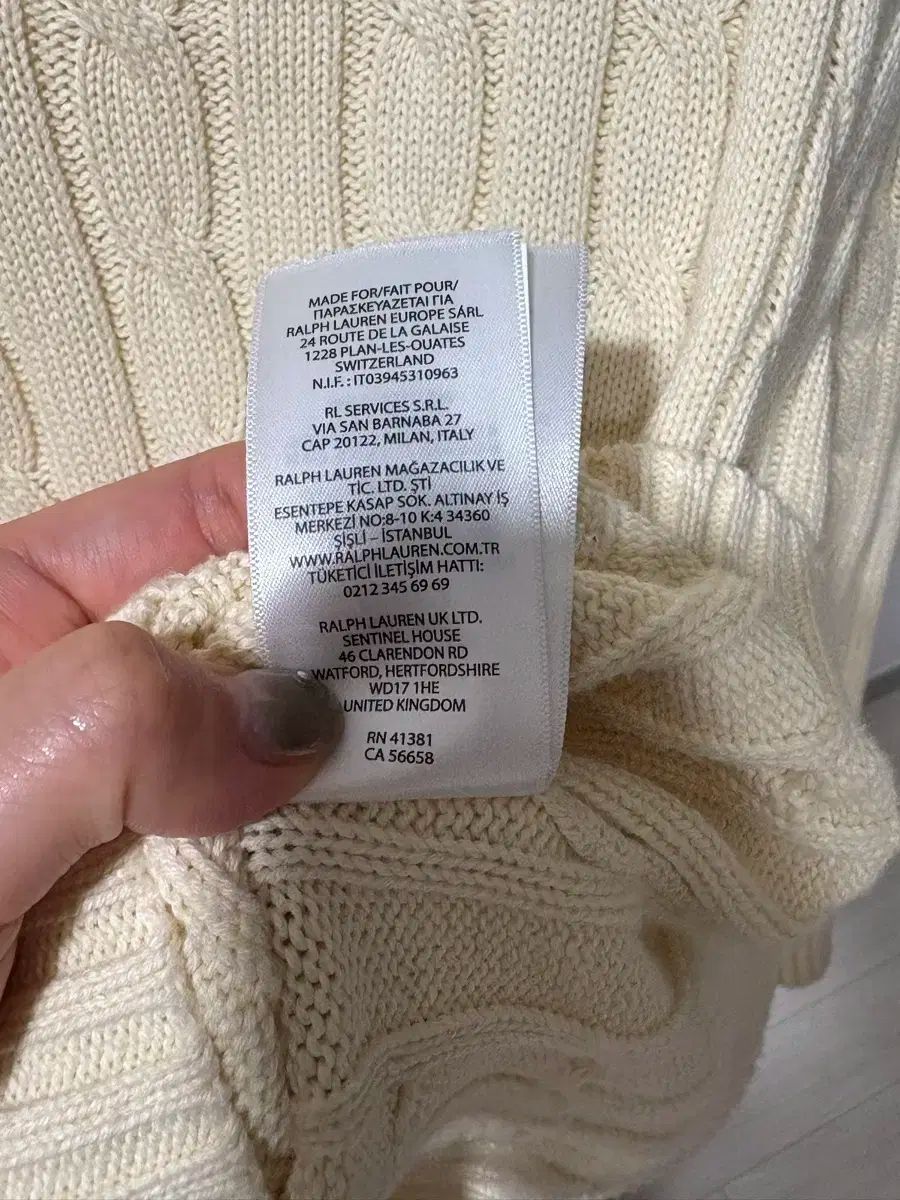 MADE FOR/FAIT POUR/
ΠΑΡΑΣΚΕΥΑΖΕΤΑΙ ΓΙΑ
RALPH LAUREN EUROPE SÁRL
24 ROUTE DE LA GALAISE
1228 PLAN-LES-OUATES
SWITZERLAND
N.I.F. : IT03945310963
RL SERVICES S.R.L.
VIA SAN BARNABA 27
CAP 20122, MILAN, ITALY
RALPH LAUREN MAĞAZACILIK VE
TİC. LTD. ŞTİ
ESENTEPE KASAP SOK. ALTINAY İŞ
MERKEZİ NO:8-10 K:4 34360
ŞİŞLİ – İSTANBUL
WWW.RALPHLAUREN.COM.TR
TÜKETİCİ İLETİŞİM HATTI:
0212 345 69 69
RALPH LAUREN UK LTD.
SENTINEL HOUSE
46 CLARENDON RD
WATFORD, HERTFORDSHIRE
WD17 1HE
UNITED KINGDOM
RN 41381
CA 56658